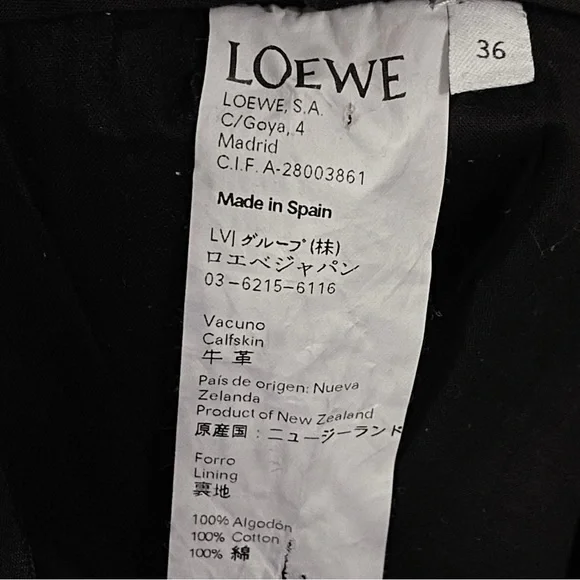 LOEWE
36
LOEWE, S.A.
C/Goya, 4
Madrid
C.I.F. A-28003861
Made in Spain
LVJ グループ(株)
ロエベジャパン
03-6215-6116
Vacuno
Calfskin
牛 革
País de origen: Nueva
Zelanda
Product of New Zealand
原産国：ニュージーランド
Forro
Lining
裏地
100% Algodón
100% Cotton
100% 綿